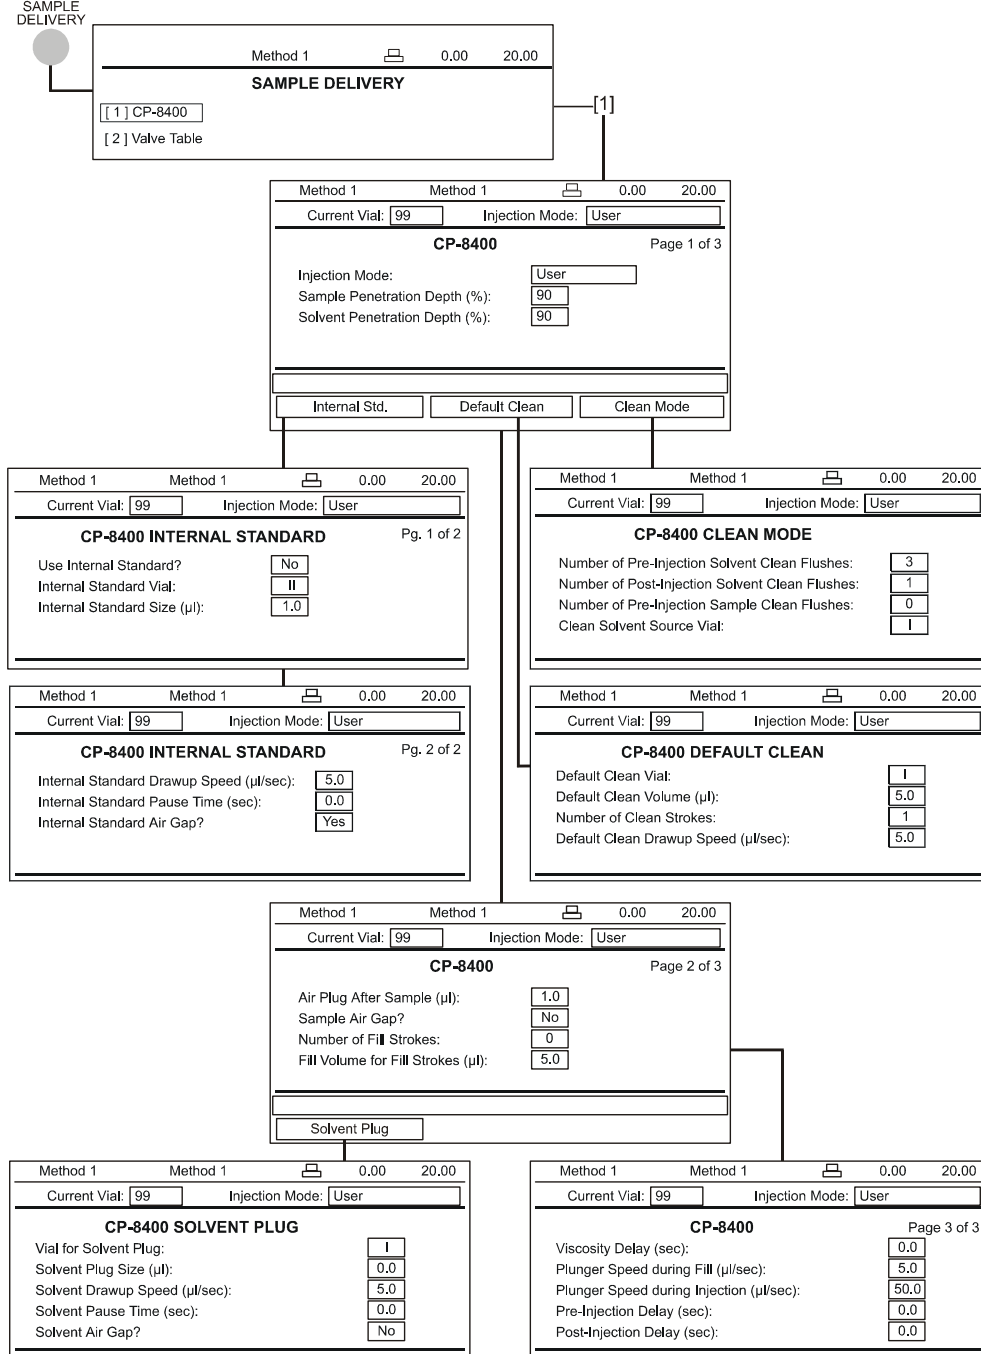 SAMPLE
DELIVERY
Method 1 0.00 20.00
SAMPLE DELIVERY
[ 1 ] CP-8400
[ 2 ] Valve Table
[1]
Method 1 Method 1 0.00 20.00
Current Vial: 99 Injection Mode: User
CP-8400 Page 1 of 3
Injection Mode: User
Sample Penetration Depth (%): 90
Solvent Penetration Depth (%): 90
Internal Std. Default Clean Clean Mode
Method 1 Method 1 0.00 20.00
Current Vial: 99 Injection Mode: User
CP-8400 INTERNAL STANDARD Pg. 1 of 2
Use Internal Standard? No
Internal Standard Vial: II
Internal Standard Size (µl): 1.0
Method 1 Method 1 0.00 20.00
Current Vial: 99 Injection Mode: User
CP-8400 CLEAN MODE
Number of Pre-Injection Solvent Clean Flushes: 3
Number of Post-Injection Solvent Clean Flushes: 1
Number of Pre-Injection Sample Clean Flushes: 0
Clean Solvent Source Vial: I
Method 1 Method 1 0.00 20.00
Current Vial: 99 Injection Mode: User
CP-8400 INTERNAL STANDARD Pg. 2 of 2
Internal Standard Drawup Speed (µl/sec): 5.0
Internal Standard Pause Time (sec): 0.0
Internal Standard Air Gap? Yes
Method 1 Method 1 0.00 20.00
Current Vial: 99 Injection Mode: User
CP-8400 DEFAULT CLEAN
Default Clean Vial: I
Default Clean Volume (µl): 5.0
Number of Clean Strokes: 1
Default Clean Drawup Speed (µl/sec): 5.0
Method 1 Method 1 0.00 20.00
Current Vial: 99 Injection Mode: User
CP-8400 Page 2 of 3
Air Plug After Sample (µl): 1.0
Sample Air Gap? No
Number of Fill Strokes: 0
Fill Volume for Fill Strokes (µl): 5.0
Solvent Plug
Method 1 Method 1 0.00 20.00
Current Vial: 99 Injection Mode: User
CP-8400 SOLVENT PLUG
Vial for Solvent Plug: I
Solvent Plug Size (µl): 0.0
Solvent Drawup Speed (µl/sec): 5.0
Solvent Pause Time (sec): 0.0
Solvent Air Gap? No
Method 1 Method 1 0.00 20.00
Current Vial: 99 Injection Mode: User
CP-8400 Page 3 of 3
Viscosity Delay (sec): 0.0
Plunger Speed during Fill (µl/sec): 5.0
Plunger Speed during Injection (µl/sec): 50.0
Pre-Injection Delay (sec): 0.0
Post-Injection Delay (sec): 0.0